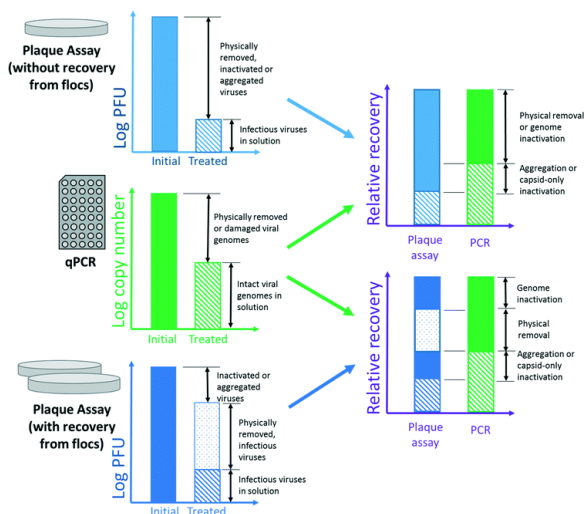 Plaque Assay
(without recovery
from flocs)
Log PFU
Initial
Treated
Physically
removed,
inactivated or
aggregated
viruses
Infectious viruses
in solution
qPCR
Log copy number
Initial
Treated
Physically removed
or damaged viral
genomes
Intact viral
genomes in
solution
Plaque Assay
(with recovery
from flocs)
Log PFU
Initial
Treated
Inactivated or
aggregated
viruses
Physically
removed,
infectious
viruses
Infectious viruses
in solution
Relative recovery
Plaque
assay
PCR
Physical removal
or genome
inactivation
Aggregation or
capsid-only
inactivation
Relative recovery
Plaque
assay
PCR
Genome
inactivation
Physical
removal
Aggregation or
capsid-only
inactivation